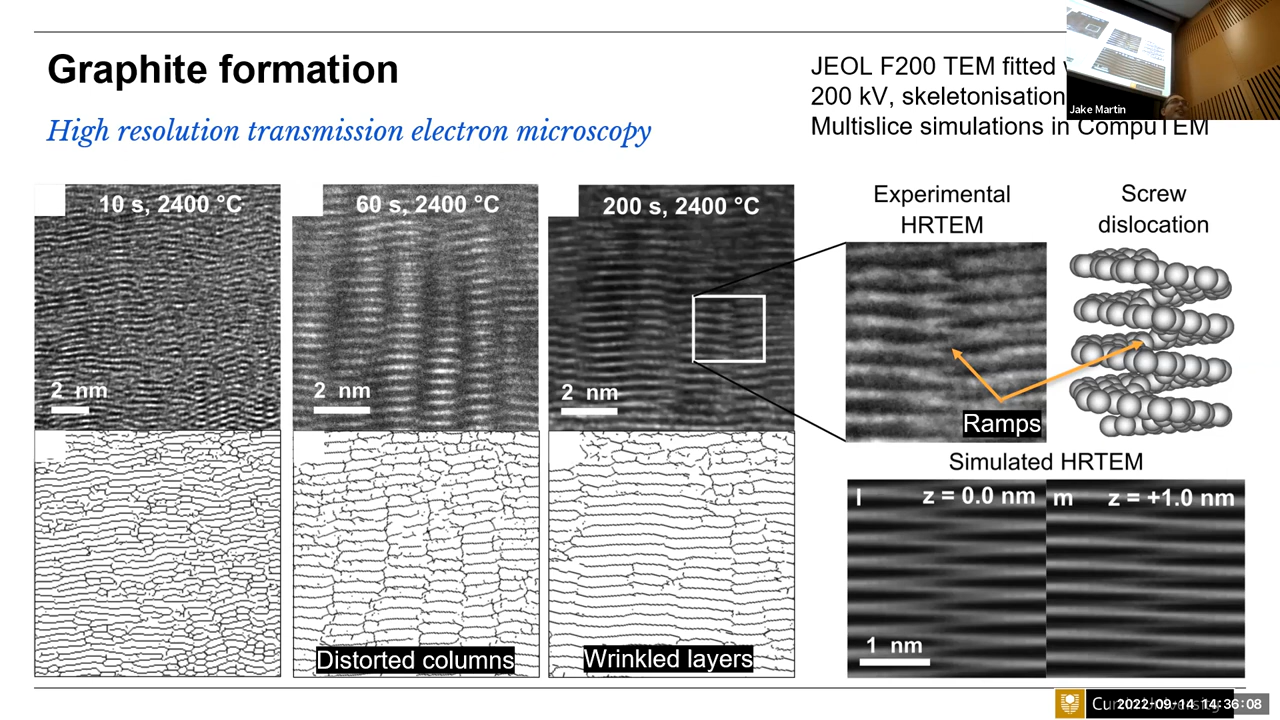 Graphite formation
High resolution transmission electron microscopy
JEOL F200 TEM fitted
200 kV, skeletonisation
Multislice simulations in CompuTEM
Jake Martin
10 s, 2400 °C
2 nm
60 s, 2400 °C
2 nm
Distorted columns
200 s, 2400 °C
2 nm
Wrinkled layers
Experimental
HRTEM
Ramps
Screw
dislocation
Simulated HRTEM
l z = 0.0 nm
1 nm
m z = +1.0 nm
2022-09-14 14:36:08